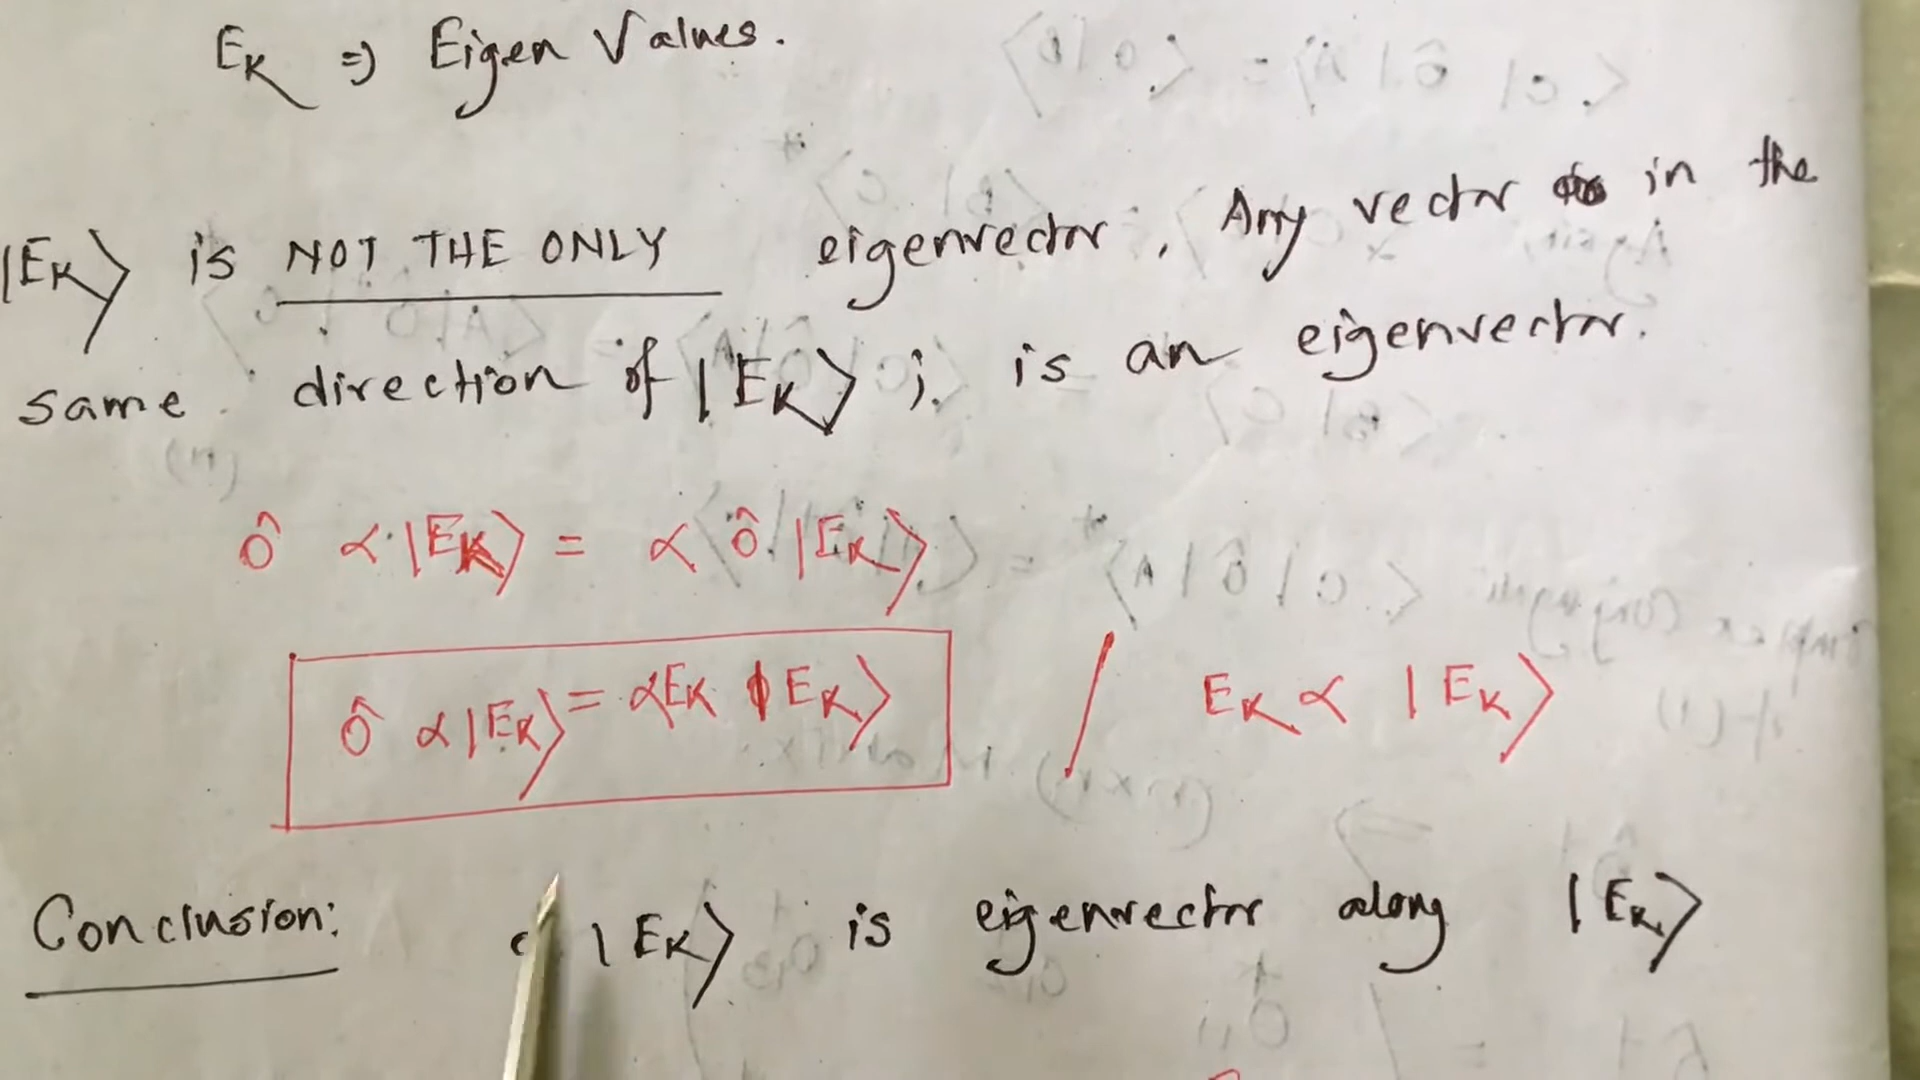 E_K ⇒ Eigen Values.
|E_K⟩ is NOT THE ONLY eigenvector. Any vector in the
same direction of |E_K⟩; is an eigenvector.
ô α|E_K⟩ = α ô |E_K⟩
ô α|E_K⟩ = αE_K |E_K⟩ / E_K α |E_K⟩
Conclusion: |E_K⟩ is eigenvector along |E_K⟩